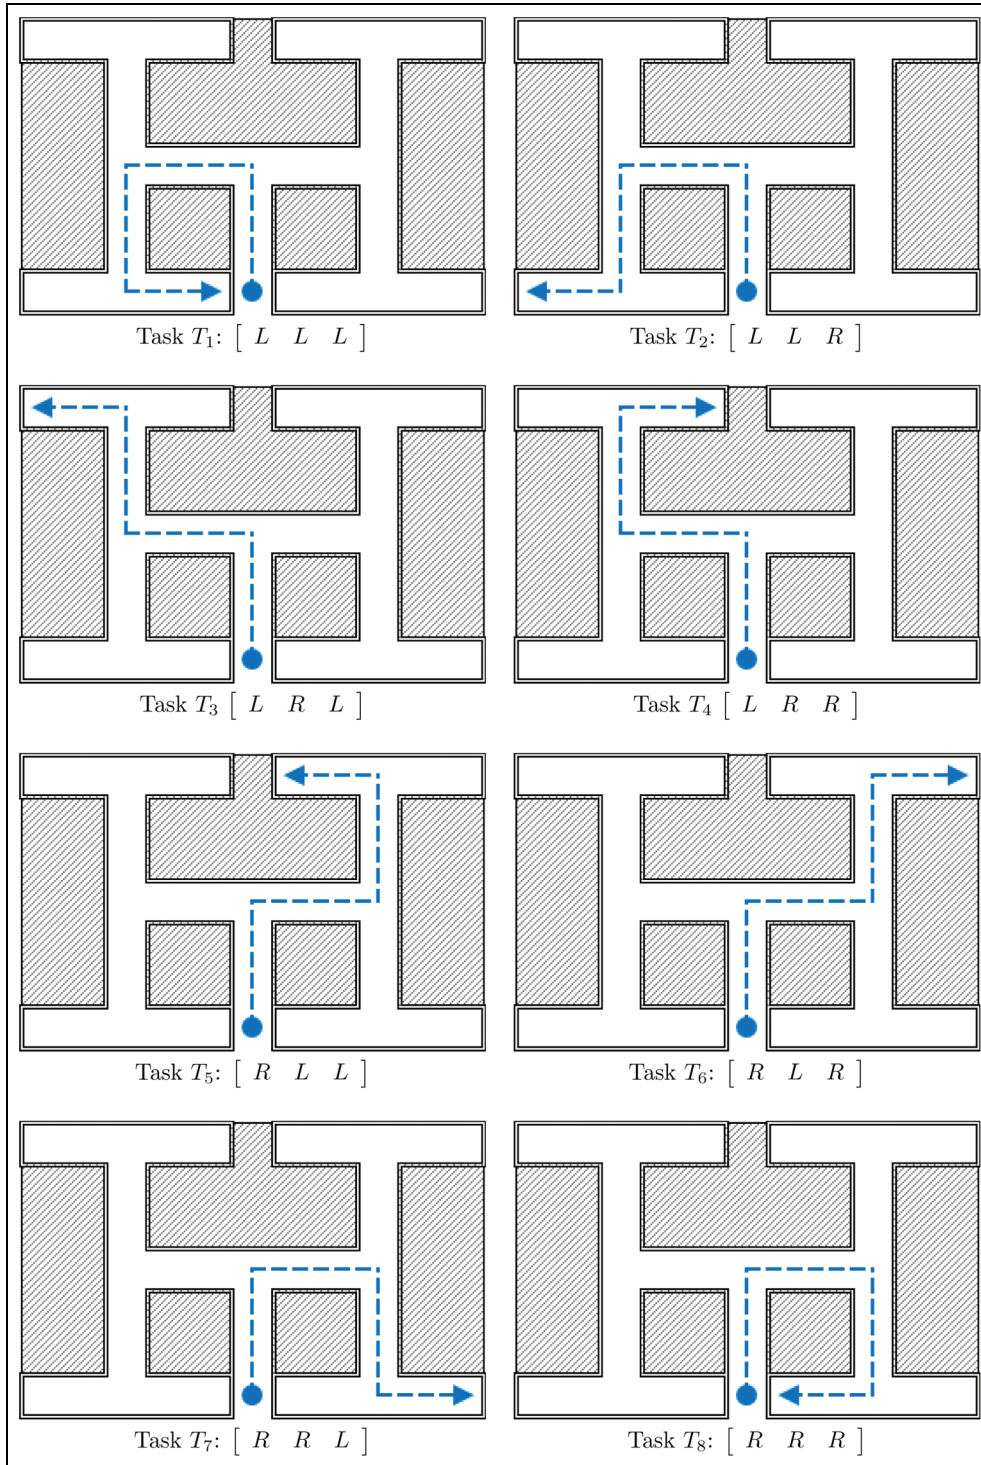 Task T₁: [ L L L ]
Task T₂: [ L L R ]
Task T₃ [ L R L ]
Task T₄ [ L R R ]
Task T₅: [ R L L ]
Task T₆: [ R L R ]
Task T₇: [ R R L ]
Task T₈: [ R R R ]